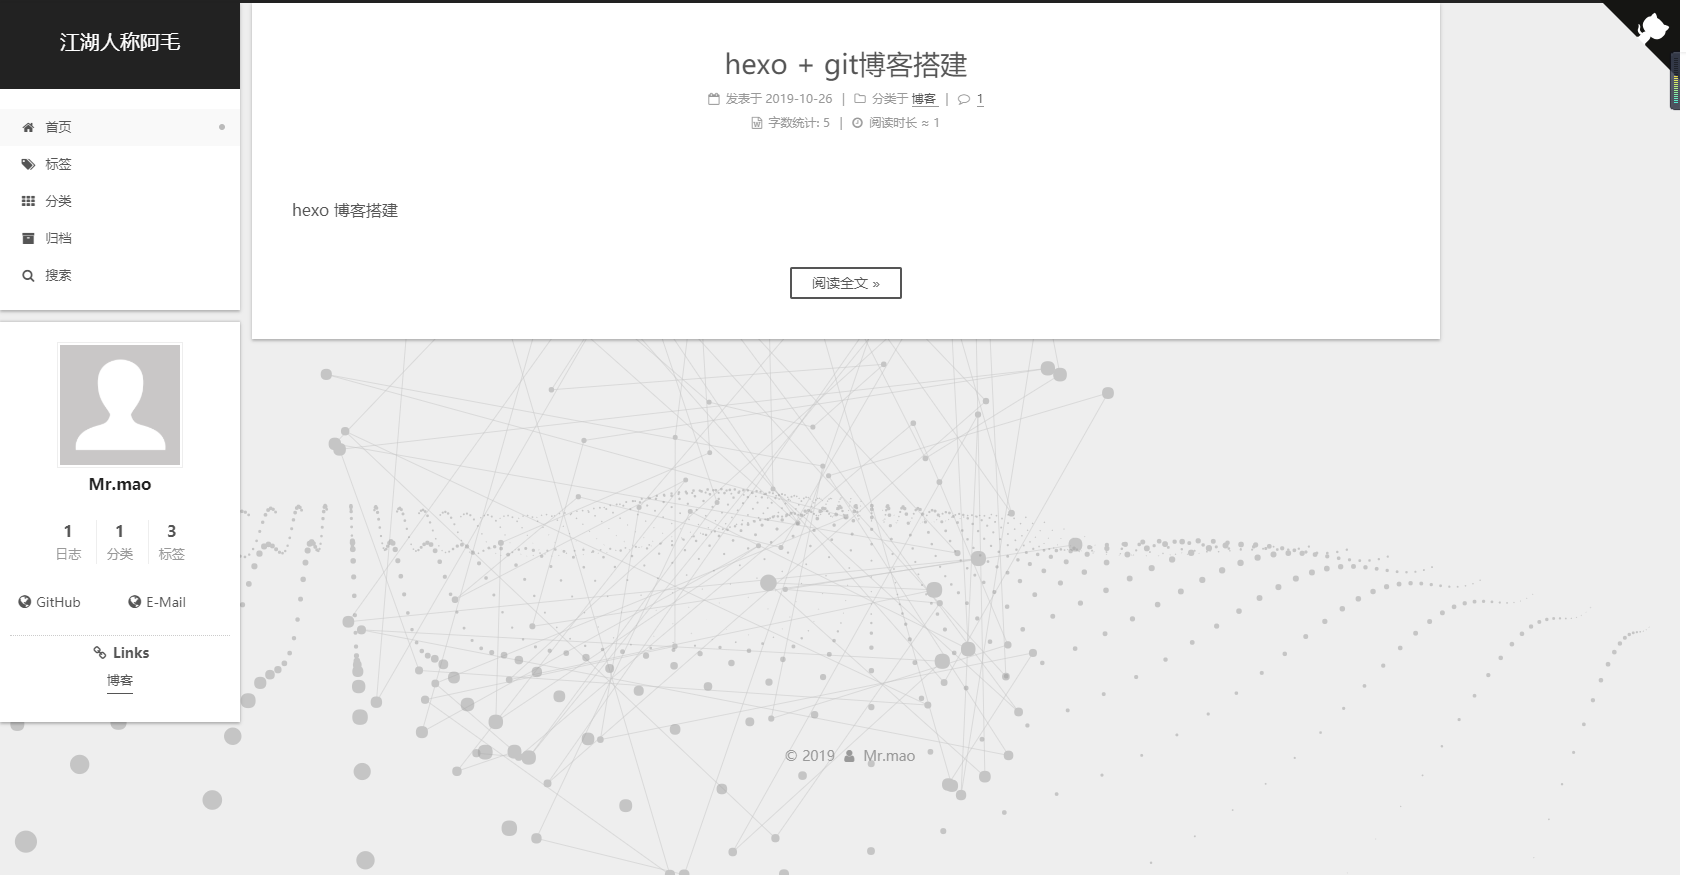 江湖人称阿毛
首页
标签
分类
归档
搜索
Mr.mao
1 1 3
日志 分类 标签
GitHub E-Mail
Links
博客
hexo + git博客搭建
发表于 2019-10-26 | 分类于 博客 | 1
字数统计: 5 | 阅读时长 ≈ 1
hexo 博客搭建
阅读全文 »
© 2019 Mr.mao